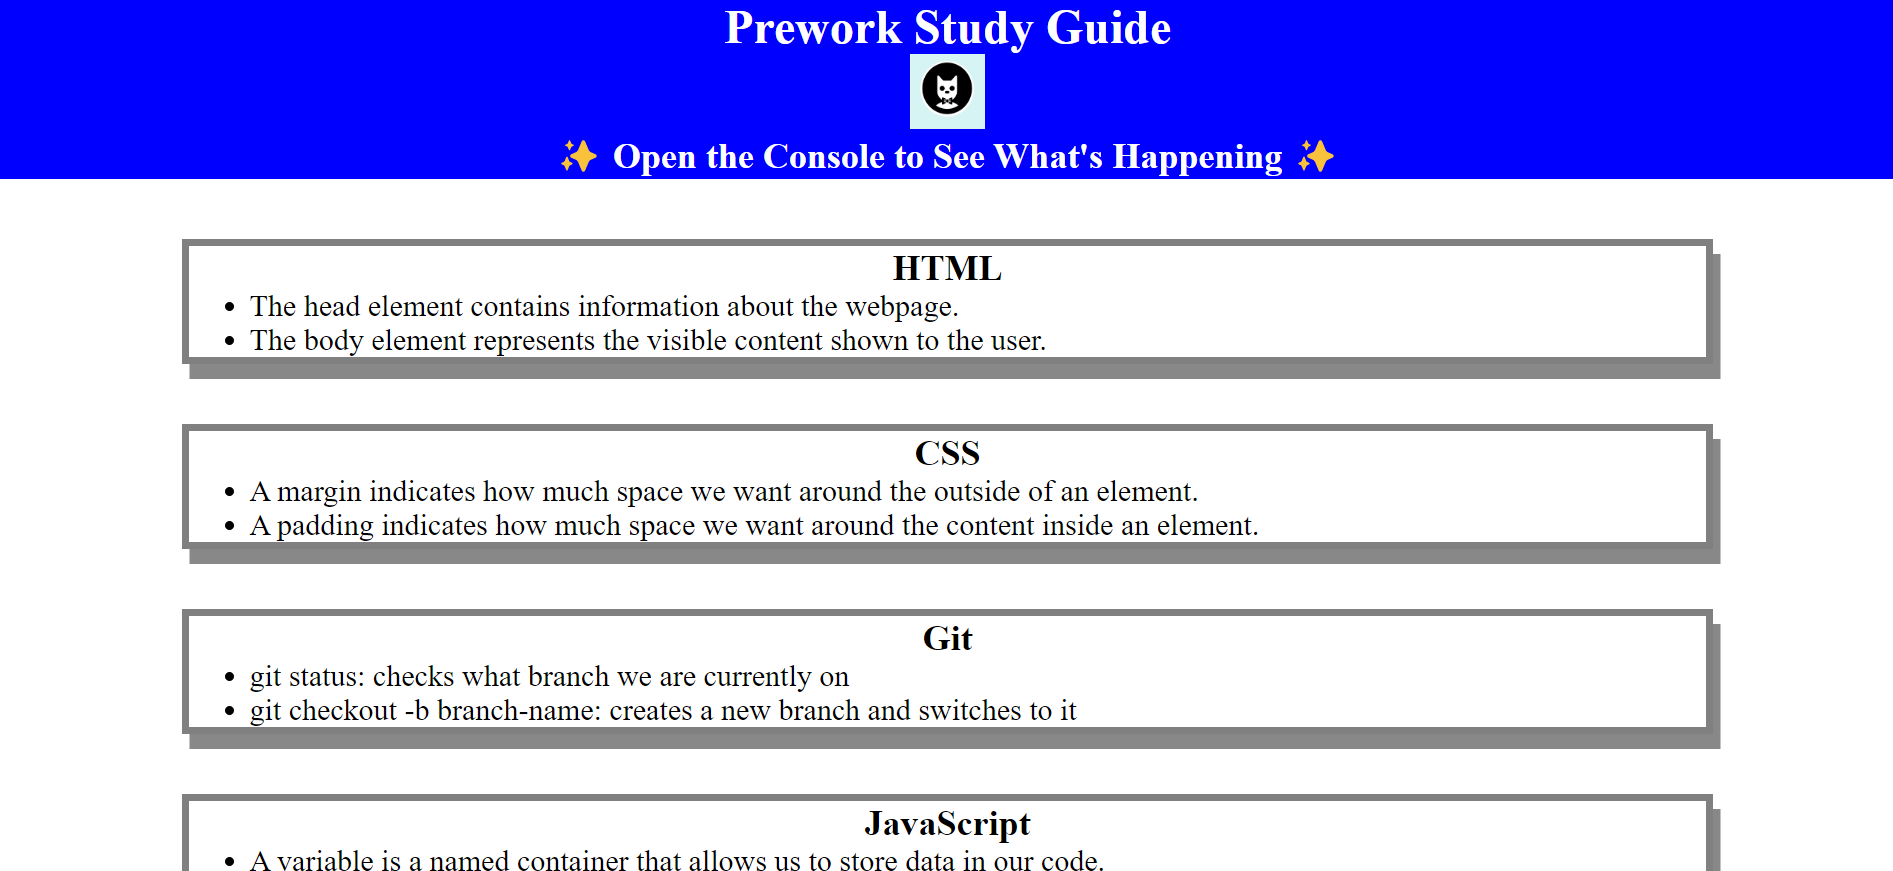 Prework Study Guide
✨ Open the Console to See What's Happening ✨
HTML
• The head element contains information about the webpage.
• The body element represents the visible content shown to the user.
CSS
• A margin indicates how much space we want around the outside of an element.
• A padding indicates how much space we want around the content inside an element.
Git
• git status: checks what branch we are currently on
• git checkout -b branch-name: creates a new branch and switches to it
JavaScript
• A variable is a named container that allows us to store data in our code.